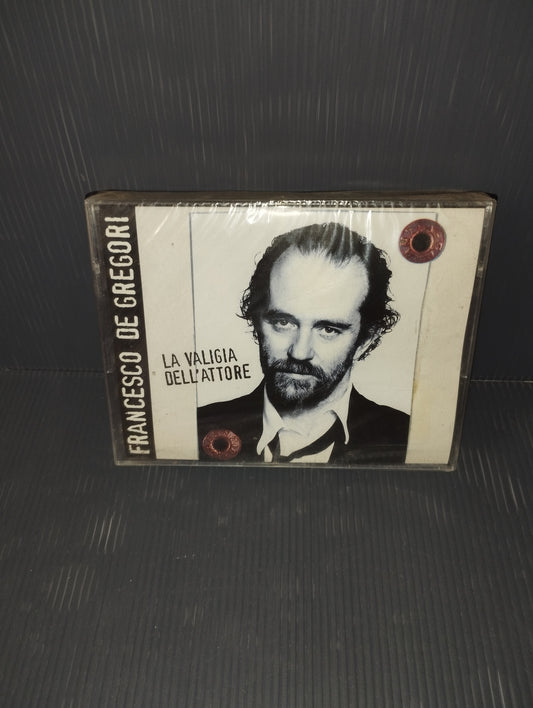 FRANCESCO DE GREGORI
LA VALIGIA
DELL'ATTORE